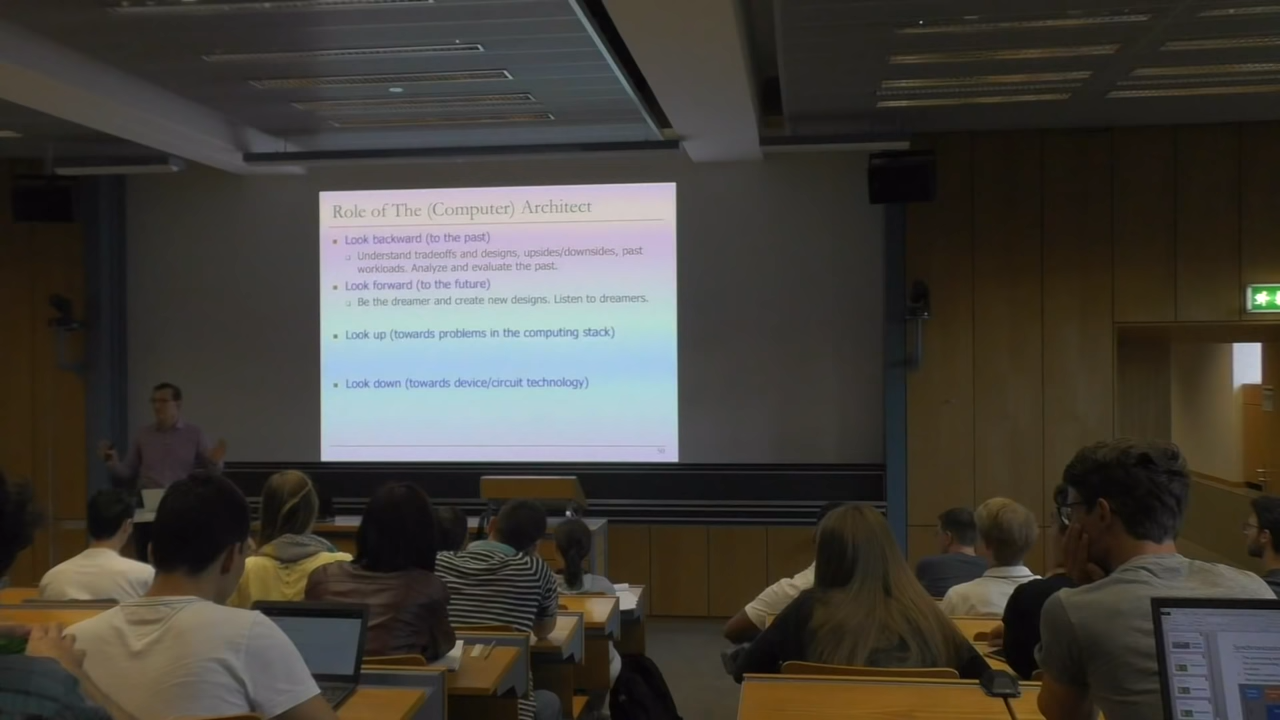 Role of The (Computer) Architect
Look backward (to the past)
Understand tradeoffs and designs, upsides/downsides, past
workloads. Analyze and evaluate the past.
Look forward (to the future)
Be the dreamer and create new designs. Listen to dreamers.
Look up (towards problems in the computing stack)
Look down (towards device/circuit technology)